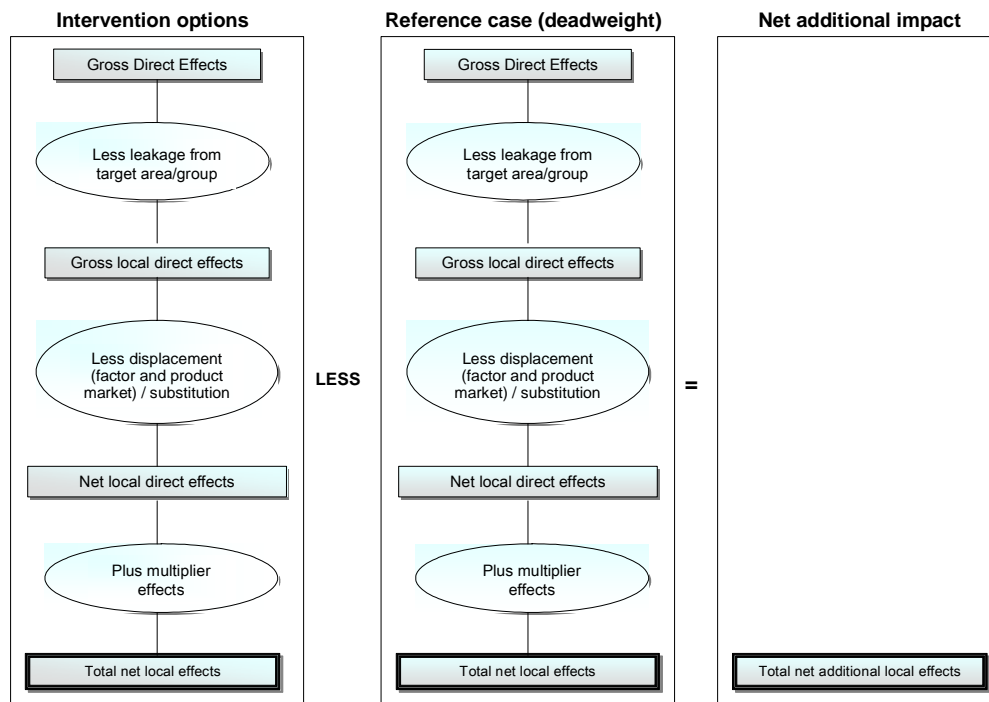 Intervention options
Gross Direct Effects
Less leakage from
target area/group
Gross local direct effects
Less displacement
(factor and product
market) / substitution
Net local direct effects
Plus multiplier
effects
Total net local effects
LESS
Reference case (deadweight)
Gross Direct Effects
Less leakage from
target area/group
Gross local direct effects
Less displacement
(factor and product
market) / substitution
Net local direct effects
Plus multiplier
effects
Total net local effects
=
Net additional impact
Total net additional local effects